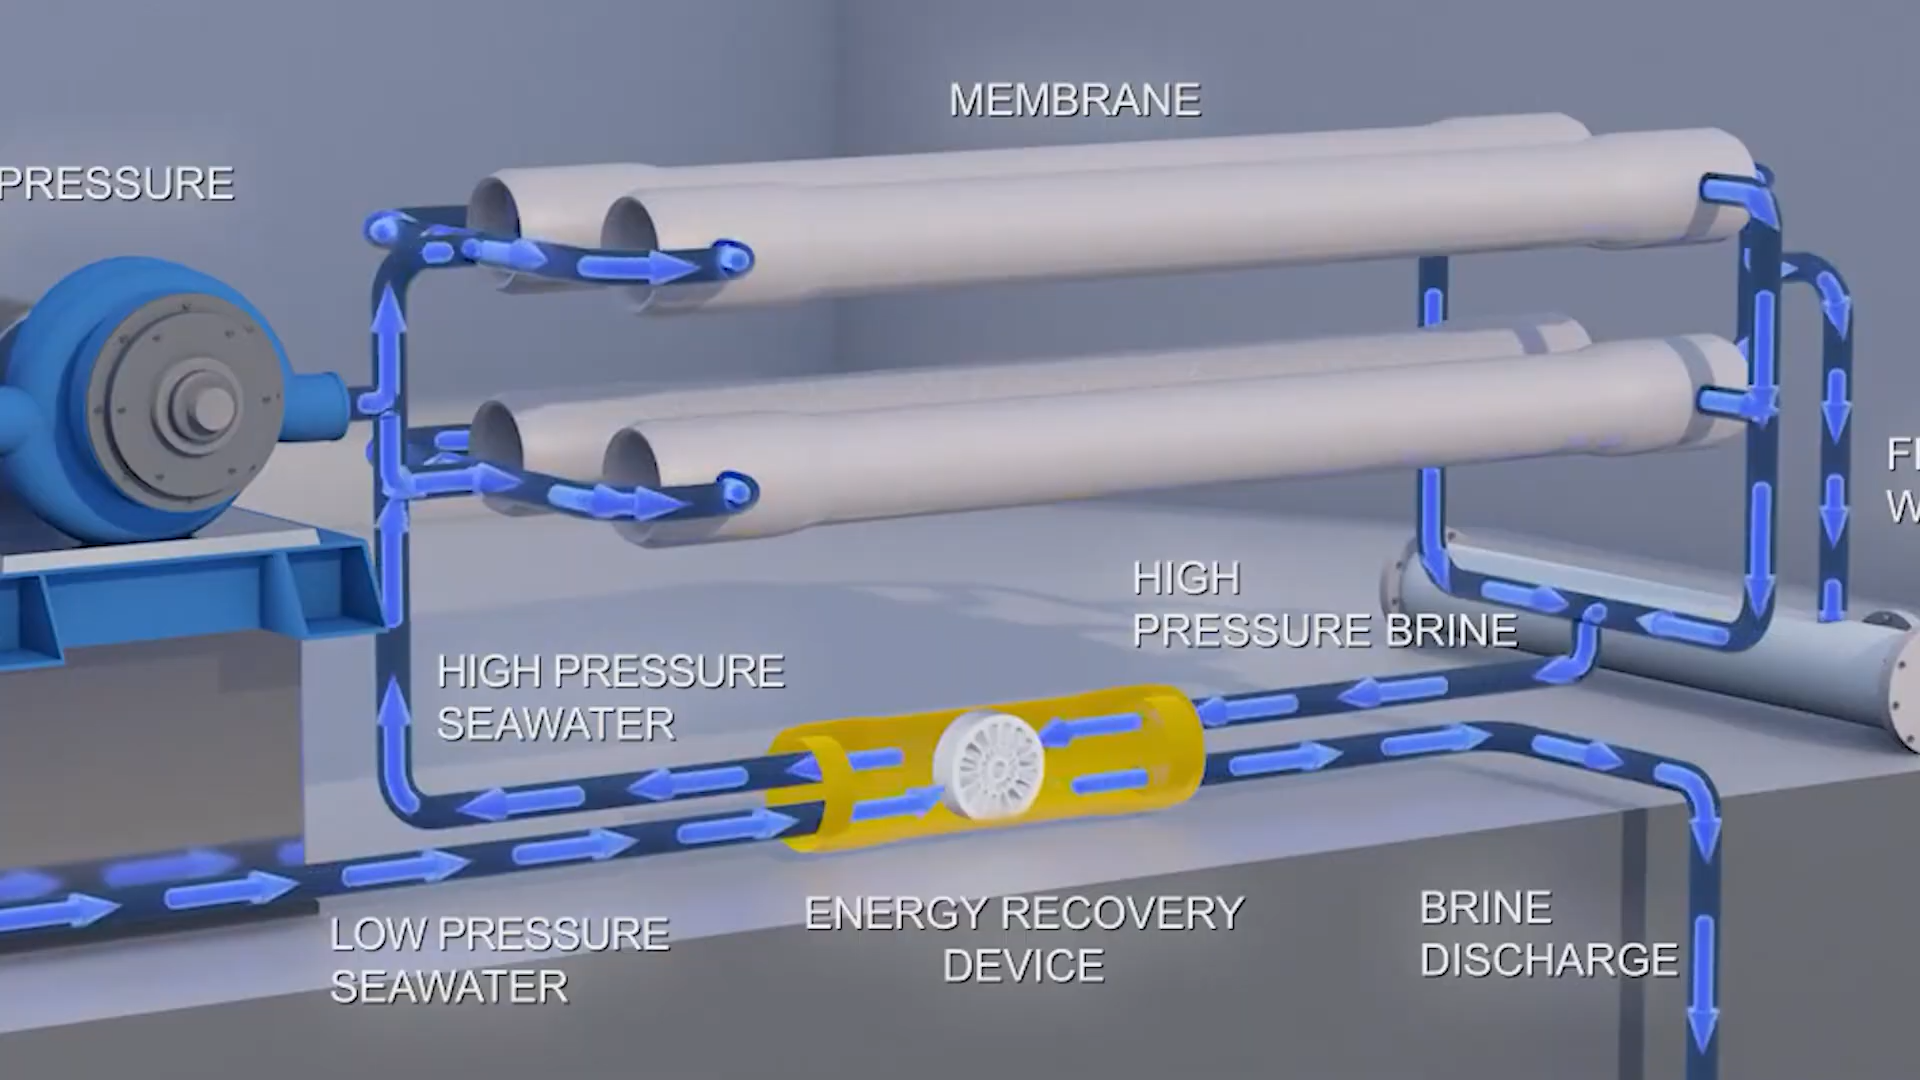 MEMBRANE
PRESSURE
HIGH
PRESSURE BRINE
HIGH PRESSURE
SEAWATER
ENERGY RECOVERY
DEVICE
BRINE
DISCHARGE
LOW PRESSURE
SEAWATER